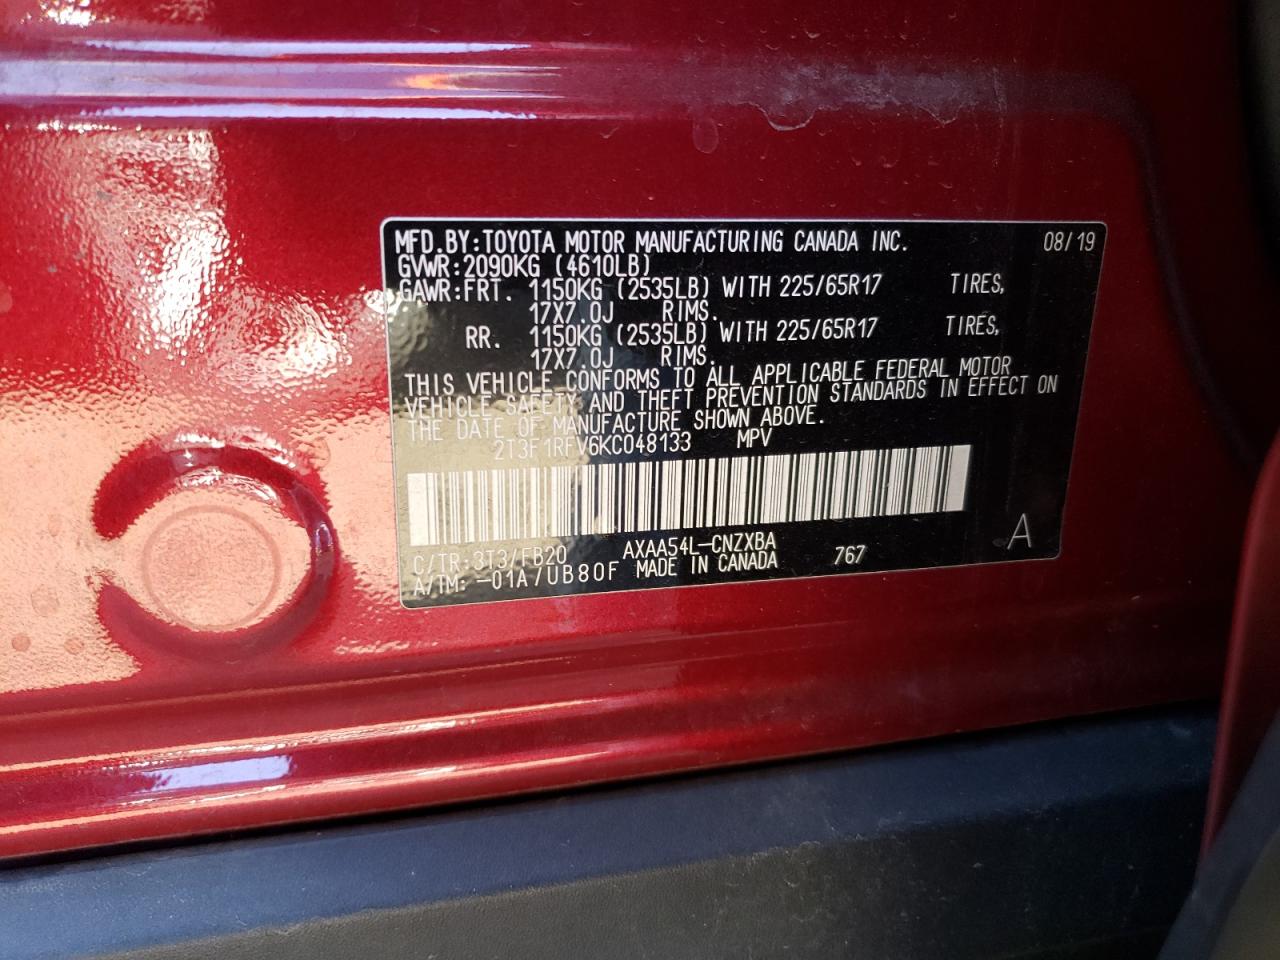 MFD.BY:TOYOTA MOTOR MANUFACTURING CANADA INC. 08/19
GVWR:2090KG (4610LB)
GAWR:FRT. 1150KG (2535LB) WITH 225/65R17 TIRES,
17X7.0J RIMS.
RR. 1150KG (2535LB) WITH 225/65R17 TIRES,
17X7.0J RIMS.
THIS VEHICLE CONFORMS TO ALL APPLICABLE FEDERAL MOTOR
VEHICLE SAFETY AND THEFT PREVENTION STANDARDS IN EFFECT ON
THE DATE OF MANUFACTURE SHOWN ABOVE.
2T3F1RFV6KC048133 MPV
C/TR:3T3/FB20 AXAA54L-CNZXBA 767 A
A/TM:-01A/UB80F MADE IN CANADA